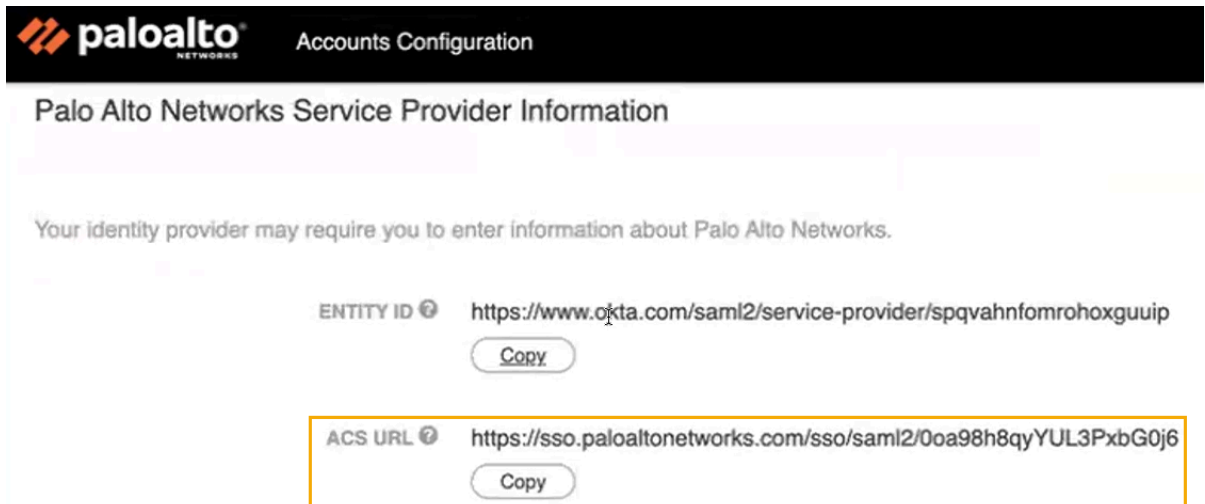 paloalto
NETWORKS
Accounts Configuration
Palo Alto Networks Service Provider Information
Your identity provider may require you to enter information about Palo Alto Networks.
ENTITY ID https://www.okta.com/saml2/service-provider/spqvahnfomrohoxguuip
Copy
ACS URL https://sso.paloaltonetworks.com/sso/saml2/0oa98h8qyYUL3PxbG0j6
Copy